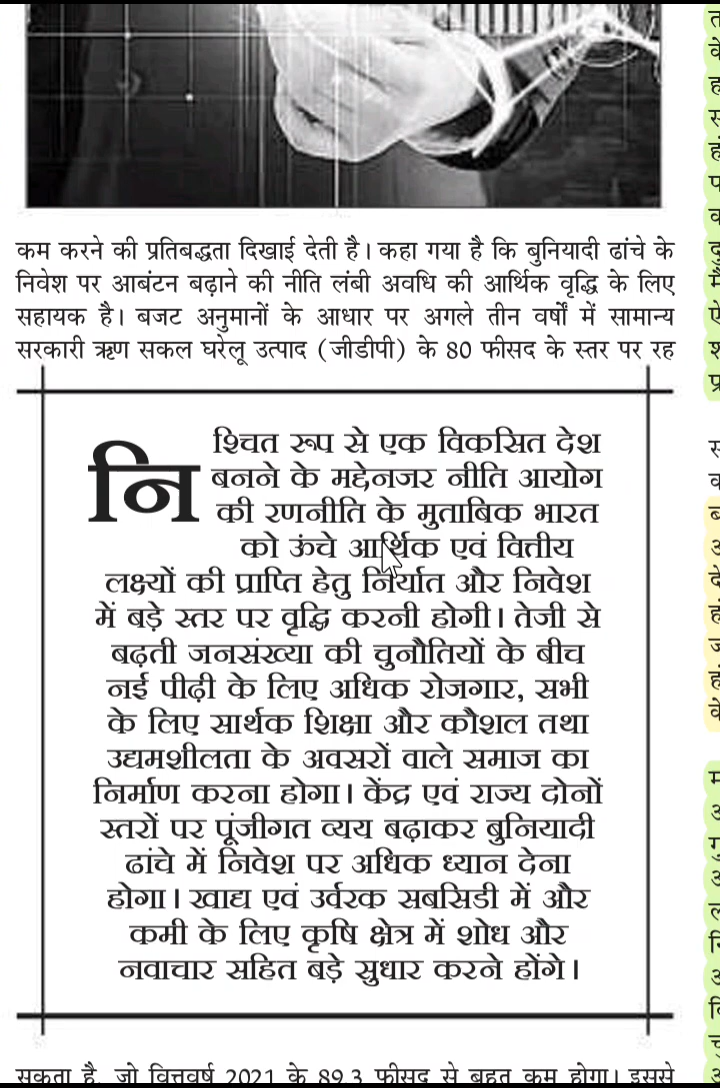 कम करने की प्रतिबद्धता दिखाई देती है। कहा गया है कि बुनियादी ढांचे के
निवेश पर आबंटन बढ़ाने की नीति लंबी अवधि की आर्थिक वृद्धि के लिए
सहायक है। बजट अनुमानों के आधार पर अगले तीन वर्षों में सामान्य
सरकारी ऋण सकल घरेलू उत्पाद (जीडीपी) के 80 फीसद के स्तर पर रह
निश्चित रूप से एक विकसित देश
बनने के मद्देनजर नीति आयोग
की रणनीति के मुताबिक भारत
को ऊंचे आर्थिक एवं वित्तीय
लक्ष्यों की प्राप्ति हेतु निर्यात और निवेश
में बड़े स्तर पर वृद्धि करनी होगी। तेजी से
बढ़ती जनसंख्या की चुनौतियों के बीच
नई पीढ़ी के लिए अधिक रोजगार, सभी
के लिए सार्थक शिक्षा और कौशल तथा
उद्यमशीलता के अवसरों वाले समाज का
निर्माण करना होगा। केंद्र एवं राज्य दोनों
स्तरों पर पूंजीगत व्यय बढ़ाकर बुनियादी
ढांचे में निवेश पर अधिक ध्यान देना
होगा। खाद्य एवं उर्वरक सबसिडी में और
कमी के लिए कृषि क्षेत्र में शोध और
नवाचार सहित बड़े सुधार करने होंगे।
सकता है, जो वित्तवर्ष 2021 के 89.3 फीसद से बहुत कम होगा। इससे